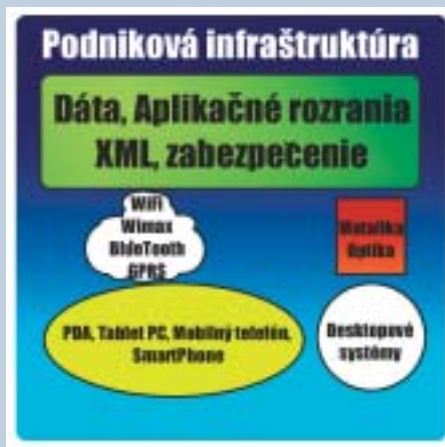 Podniková infraštruktúra
Dáta, Aplikačné rozrania
XML, zabezpečenie
WiFi
Wimax
BlueTooth
GPRS
Metalika
Optika
PDA, Tablet PC, Mobilný telefón,
SmartPhone
Desktopové
systémy